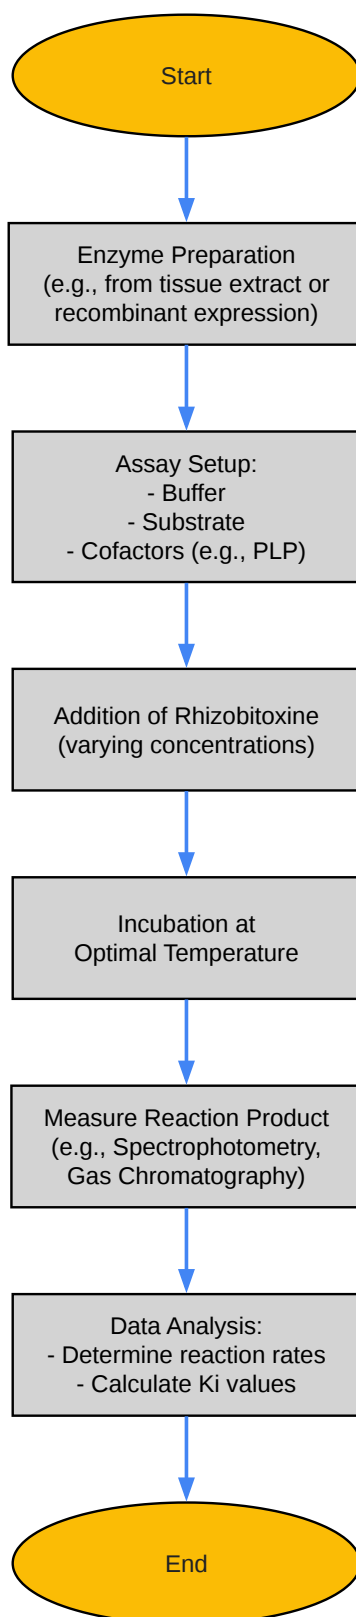 Start
Enzyme Preparation
(e.g., from tissue extract or
recombinant expression)
Assay Setup:
- Buffer
- Substrate
- Cofactors (e.g., PLP)
Addition of Rhizobitoxine
(varying concentrations)
Incubation at
Optimal Temperature
Measure Reaction Product
(e.g., Spectrophotometry,
Gas Chromatography)
Data Analysis:
- Determine reaction rates
- Calculate Ki values
End